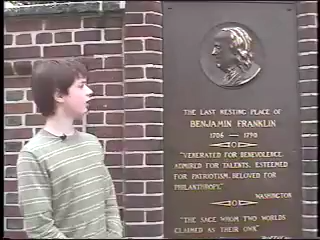 THE LAST RESTING PLACE OF
BENJAMIN FRANKLIN
1706 — 1790
"VENERATED FOR BENEVOLENCE,
ADMIRED FOR TALENTS, ESTEEMED
FOR PATRIOTISM, BELOVED FOR
PHILANTHROPY."
WASHINGTON
"THE SAGE WHOM TWO WORLDS
CLAIMED AS THEIR OWN"